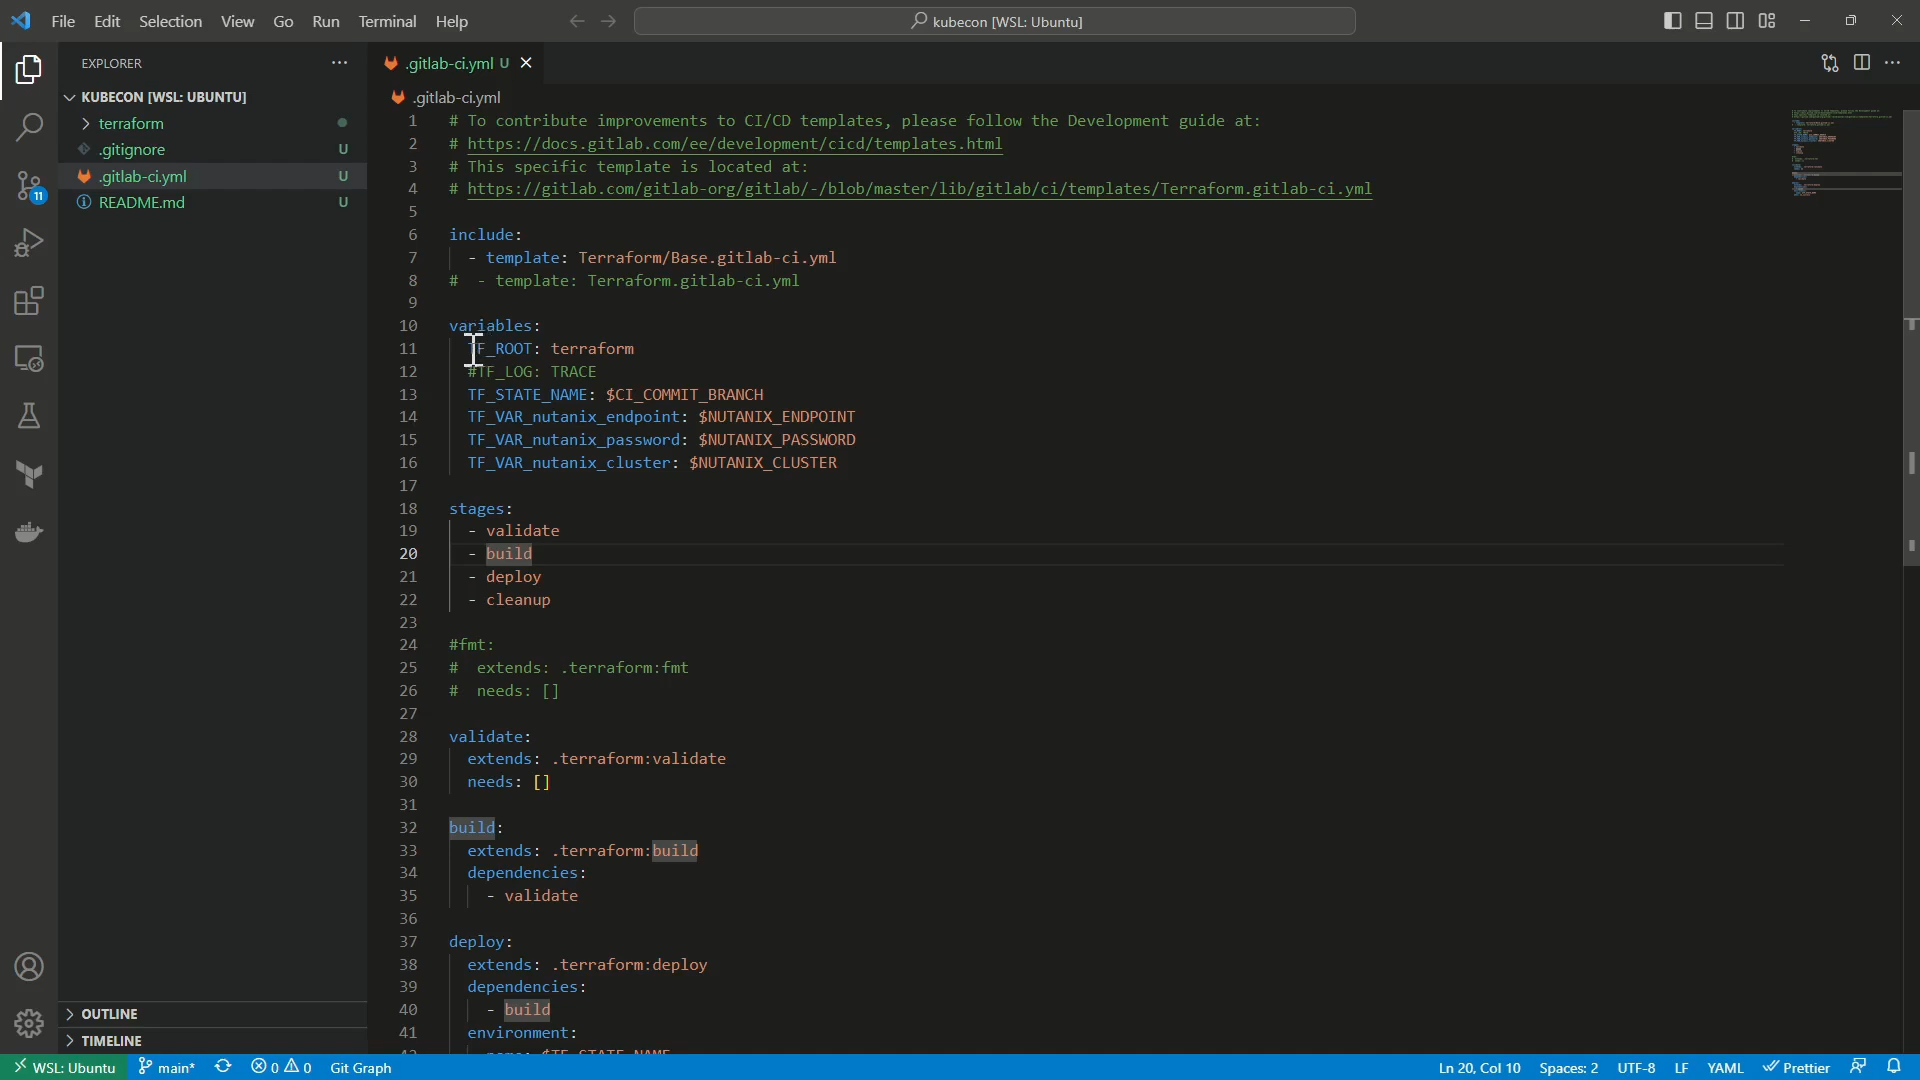 File Edit Selection View Go Run Terminal Help
kubecon [WSL: Ubuntu]
EXPLORER
KUBECON [WSL: UBUNTU]
terraform
.gitignore U
.gitlab-ci.yml U
README.md U
11
OUTLINE
TIMELINE
.gitlab-ci.yml U
.gitlab-ci.yml
1 # To contribute improvements to CI/CD templates, please follow the Development guide at:
2 # https://docs.gitlab.com/ee/development/cicd/templates.html
3 # This specific template is located at:
4 # https://gitlab.com/gitlab-org/gitlab/-/blob/master/lib/gitlab/ci/templates/Terraform.gitlab-ci.yml
5
6 include:
7   - template: Terraform/Base.gitlab-ci.yml
8 #  - template: Terraform.gitlab-ci.yml
9
10 variables:
11   TF_ROOT: terraform
12   #TF_LOG: TRACE
13   TF_STATE_NAME: $CI_COMMIT_BRANCH
14   TF_VAR_nutanix_endpoint: $NUTANIX_ENDPOINT
15   TF_VAR_nutanix_password: $NUTANIX_PASSWORD
16   TF_VAR_nutanix_cluster: $NUTANIX_CLUSTER
17
18 stages:
19   - validate
20   - build
21   - deploy
22   - cleanup
23
24 #fmt:
25 #  extends: .terraform:fmt
26 #  needs: []
27
28 validate:
29   extends: .terraform:validate
30   needs: []
31
32 build:
33   extends: .terraform:build
34   dependencies:
35     - validate
36
37 deploy:
38   extends: .terraform:deploy
39   dependencies:
40     - build
41   environment:
42     name: $TF_STATE_NAME
WSL: Ubuntu main* 0 0 Git Graph Ln 20, Col 10 Spaces: 2 UTF-8 LF YAML Prettier